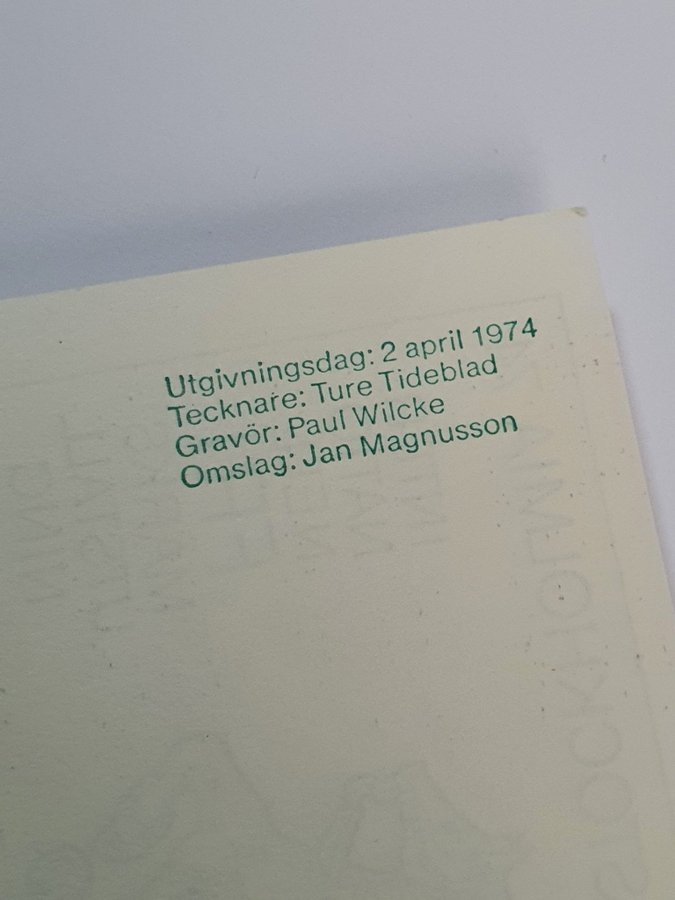 Utgivningsdag: 2 april 1974
Tecknare: Ture Tideblad
Gravör: Paul Wilcke
Omslag: Jan Magnusson